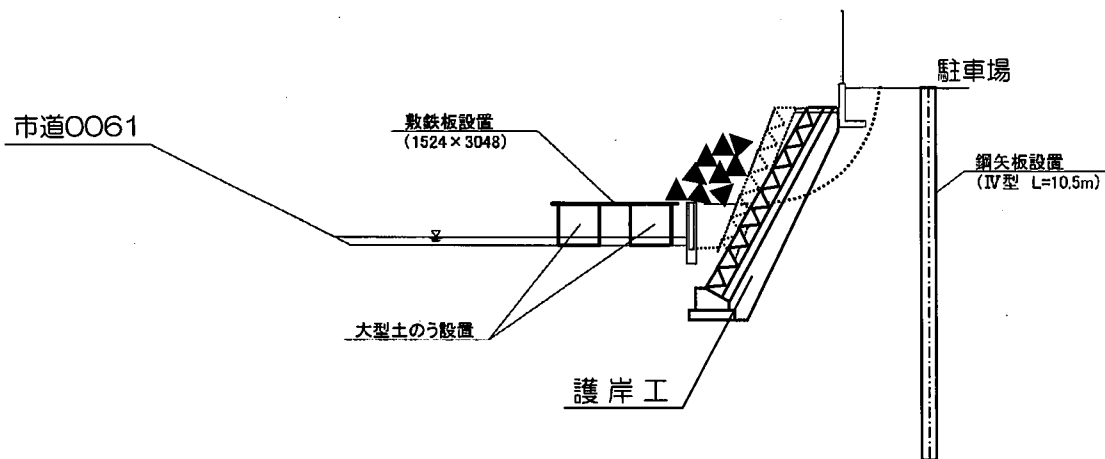 駐車場
市道0061
敷鉄板設置
(1524×3048)
鋼矢板設置
(Ⅳ型 L=10.5m)
大型土のう設置
護岸工